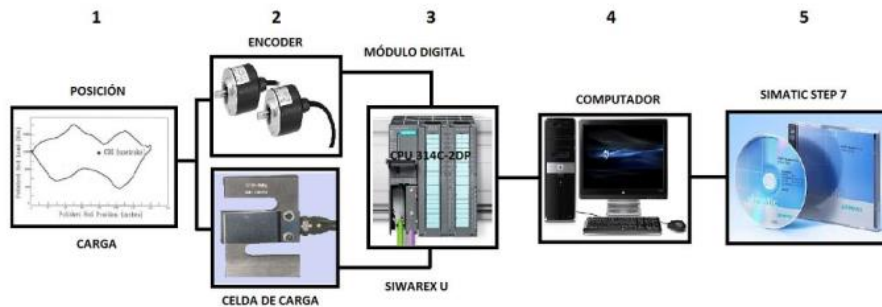 1
2
3
4
5
ENCODER
MÓDULO DIGITAL
POSICIÓN
COMPUTADOR
SIMATIC STEP 7
CPU 314C-2DP
CARGA
CELDA DE CARGA
SIWAREX U